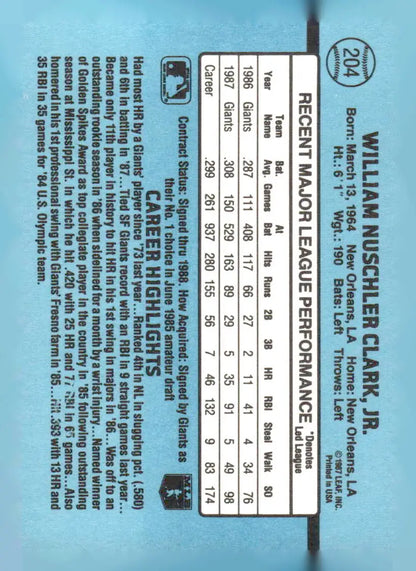 204
WILLIAM NUSCHLER CLARK, JR.
Born: March 13, 1964 New Orleans, LA Home: New Orleans, LA
Ht.: 6'1" Wgt.: 190 Bats: Left Throws: Left
©1987 LEAF, INC.
Printed in USA
RECENT MAJOR LEAGUE PERFORMANCE
*Denotes
Led League
Year Team Name Bat. Avg. Games At Bat Hits Runs 2B 3B HR RBI Steal Walk SO
1986 Giants .287 111 408 117 66 27 2 11 41 4 34 76
1987 Giants .308 150 529 163 89 29 5 35 91 5 49 98
Career .299 261 937 280 155 56 7 46 132 9 83 174
Contract Status: Signed thru 1988. How Acquired: Signed by Giants as
their No. 1 choice in June 1985 amateur draft
CAREER HIGHLIGHTS
MLB
Had most HR by a Giants' player since '73 last year...Ranked 4th in NL in slugging pct. (.580)
and 6th in batting in '87...Tied SF Giants record with an RBI in 9 straight games last year...
Became only 11th player in history to hit HR in his 1st swing in majors in '86...Was off to an
outstanding rookie season in '86 when sidelined for a month by a wrist injury...Named winner
of Golden Spikes Award as top collegiate player in the country in '85 following outstanding
season at Mississippi St. in which he hit .420 with 25 HR and 77 RBI in games...Also
homered in his 1st professional swing with Giants' Fresno farm in '85...Hit .393 with 13 HR and
35 RBI in 35 games for '84 U.S. Olympic team.